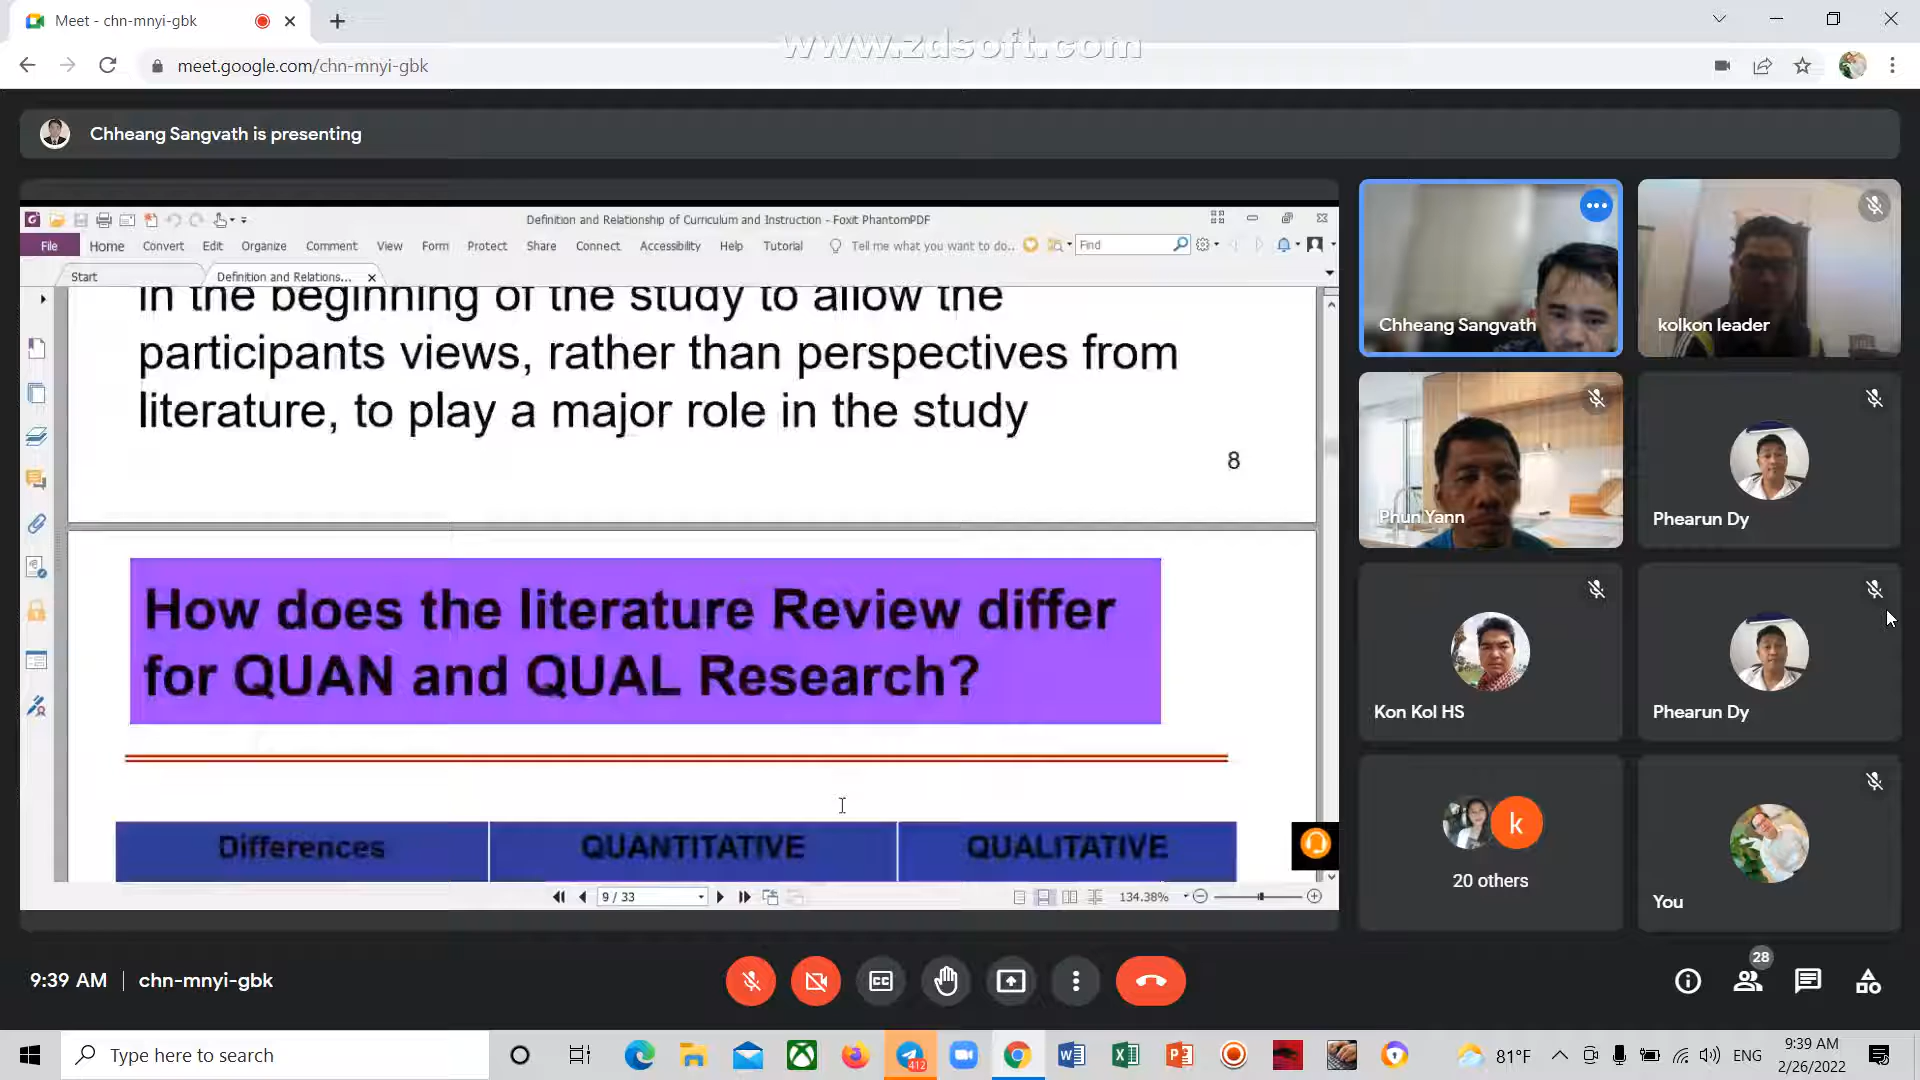 Meet - chn-mnyi-gbk
www.zdsoft.com
meet.google.com/chn-mnyi-gbk
Chheang Sangvath is presenting
Definition and Relationship of Curriculum and Instruction - Foxit PhantomPDF
File Home Convert Edit Organize Comment View Form Protect Share Connect Accessibility Help Tutorial Tell me what you want to do.. Find
Start Definition and Relations...
in the beginning of the study to allow the
participants views, rather than perspectives from
literature, to play a major role in the study
8
How does the literature Review differ
for QUAN and QUAL Research?
Differences QUANTITATIVE QUALITATIVE
9 / 33 134.38%
Chheang Sangvath
kolkon leader
Phun Yann
Phearun Dy
Kon Kol HS
Phearun Dy
k
20 others
You
9:39 AM chn-mnyi-gbk
28
Type here to search
412
81°F ENG 9:39 AM
2/26/2022